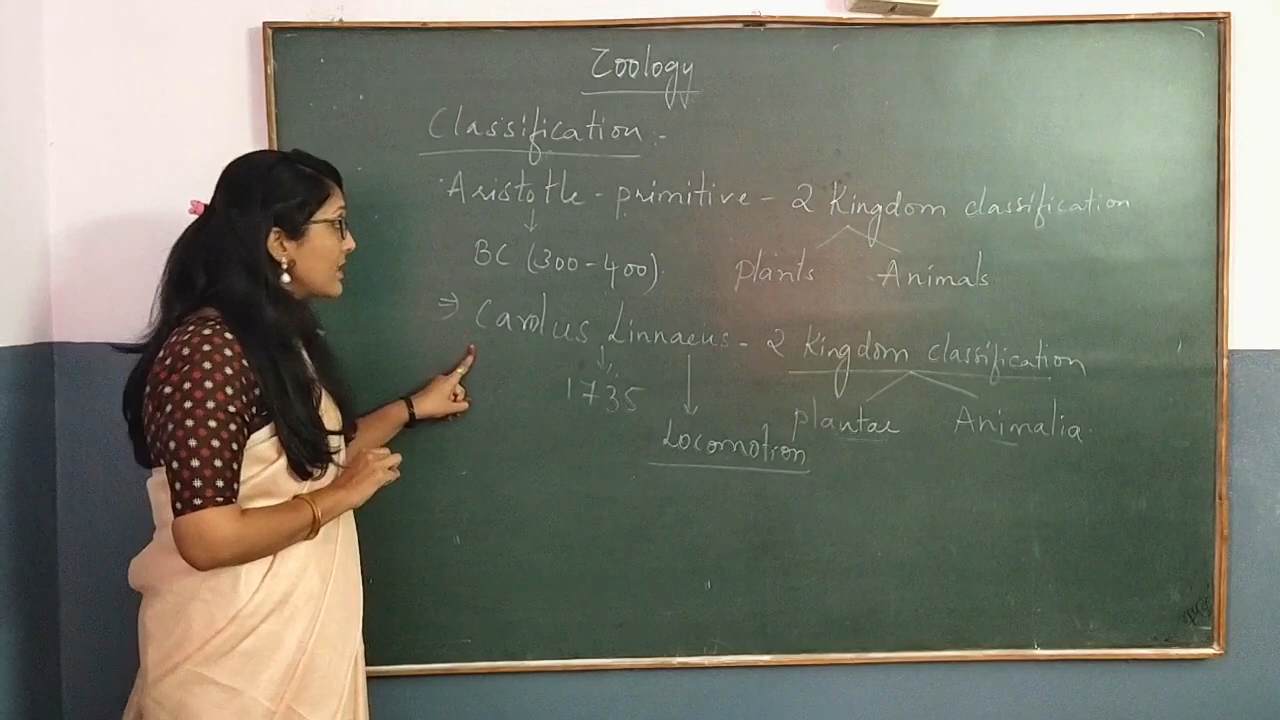 Zoology
Classification :-
Aristotle - primitive - 2 Kingdom classification
BC (300-400) plants Animals
⇒ Carolus Linnaeus - 2 Kingdom classification
1735 plantae Animalia.
Locomotion